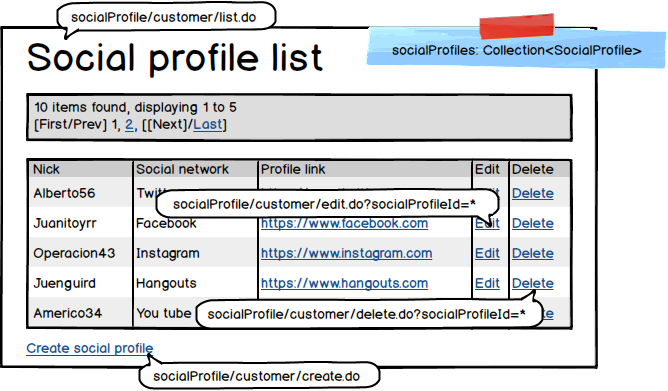 socialProfile/customer/list.do
Social profile list
socialProfiles: Collection<SocialProfile>
10 items found, displaying 1 to 5
[First/Prev] 1, 2, [[Next]/Last]
Nick Social network Profile link Edit Delete
Alberto56 Delete
socialProfile/customer/edit.do?socialProfileId=*
Juanitoyrr Facebook https://www.facebook.com Edit Delete
Operacion43 Instagram https://www.instagram.com Edit Delete
Juenguird Hangouts https://www.hangouts.com Edit Delete
Americo34 You tube
socialProfile/customer/delete.do?socialProfileId=*
Create social profile
socialProfile/customer/create.do